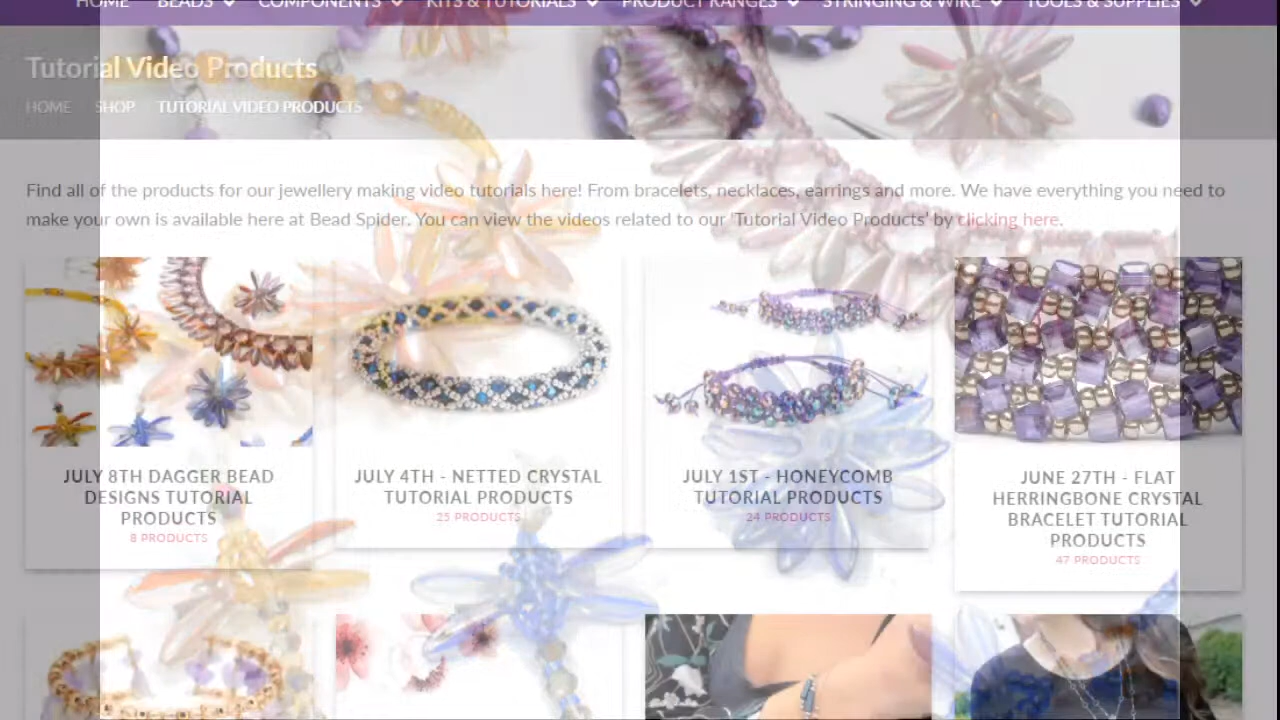 HOME BEADS COMPONENTS KITS & TUTORIALS PRODUCT RANGES STRINGING & WIRE TOOLS & SUPPLIES
Tutorial Video Products
HOME SHOP TUTORIAL VIDEO PRODUCTS
Find all of the products for our jewellery making video tutorials here! From bracelets, necklaces, earrings and more. We have everything you need to
make your own is available here at Bead Spider. You can view the videos related to our 'Tutorial Video Products' by clicking here.
JULY 8TH DAGGER BEAD
DESIGNS TUTORIAL
PRODUCTS
8 PRODUCTS
JULY 4TH - NETTED CRYSTAL
TUTORIAL PRODUCTS
25 PRODUCTS
JULY 1ST - HONEYCOMB
TUTORIAL PRODUCTS
24 PRODUCTS
JUNE 27TH - FLAT
HERRINGBONE CRYSTAL
BRACELET TUTORIAL
PRODUCTS
47 PRODUCTS